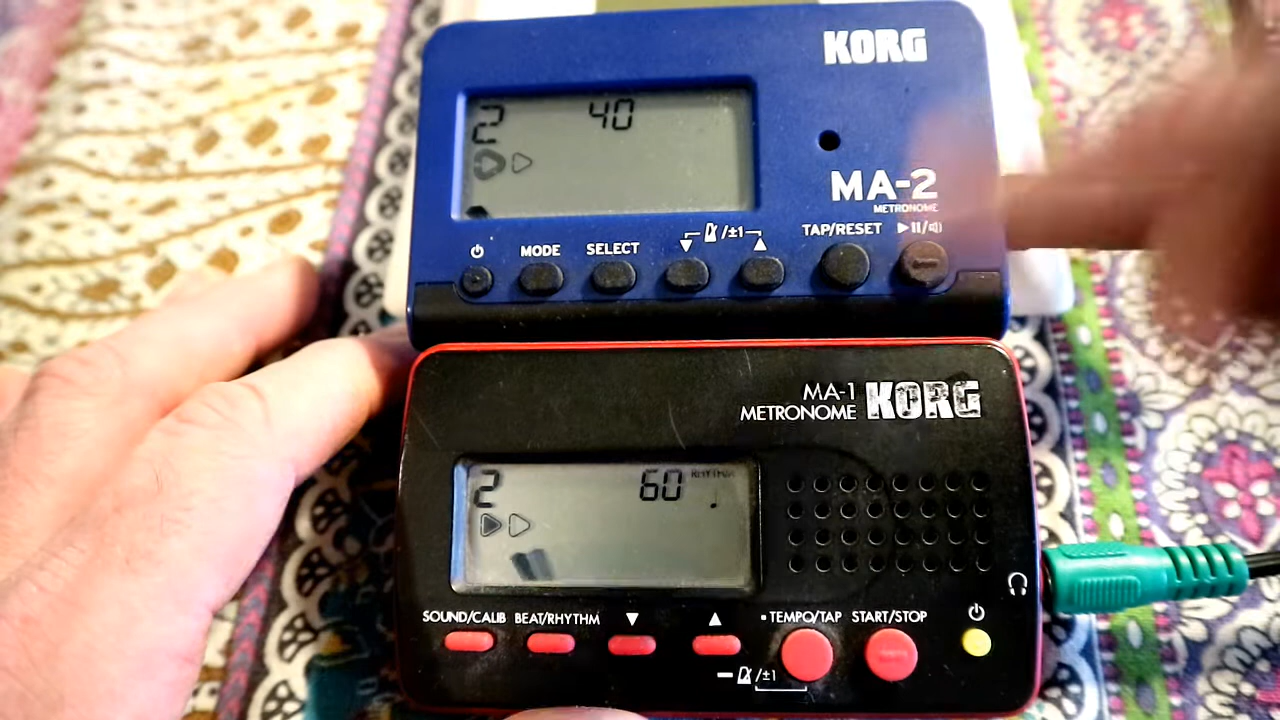 KORG
2 40
MA-2
METRONOME
TAP/RESET
/±1
MODE SELECT
MA-1
METRONOME KORG
2 60 RHYTHM
SOUND/CALIB BEAT/RHYTHM TEMPO/TAP START/STOP
/±1